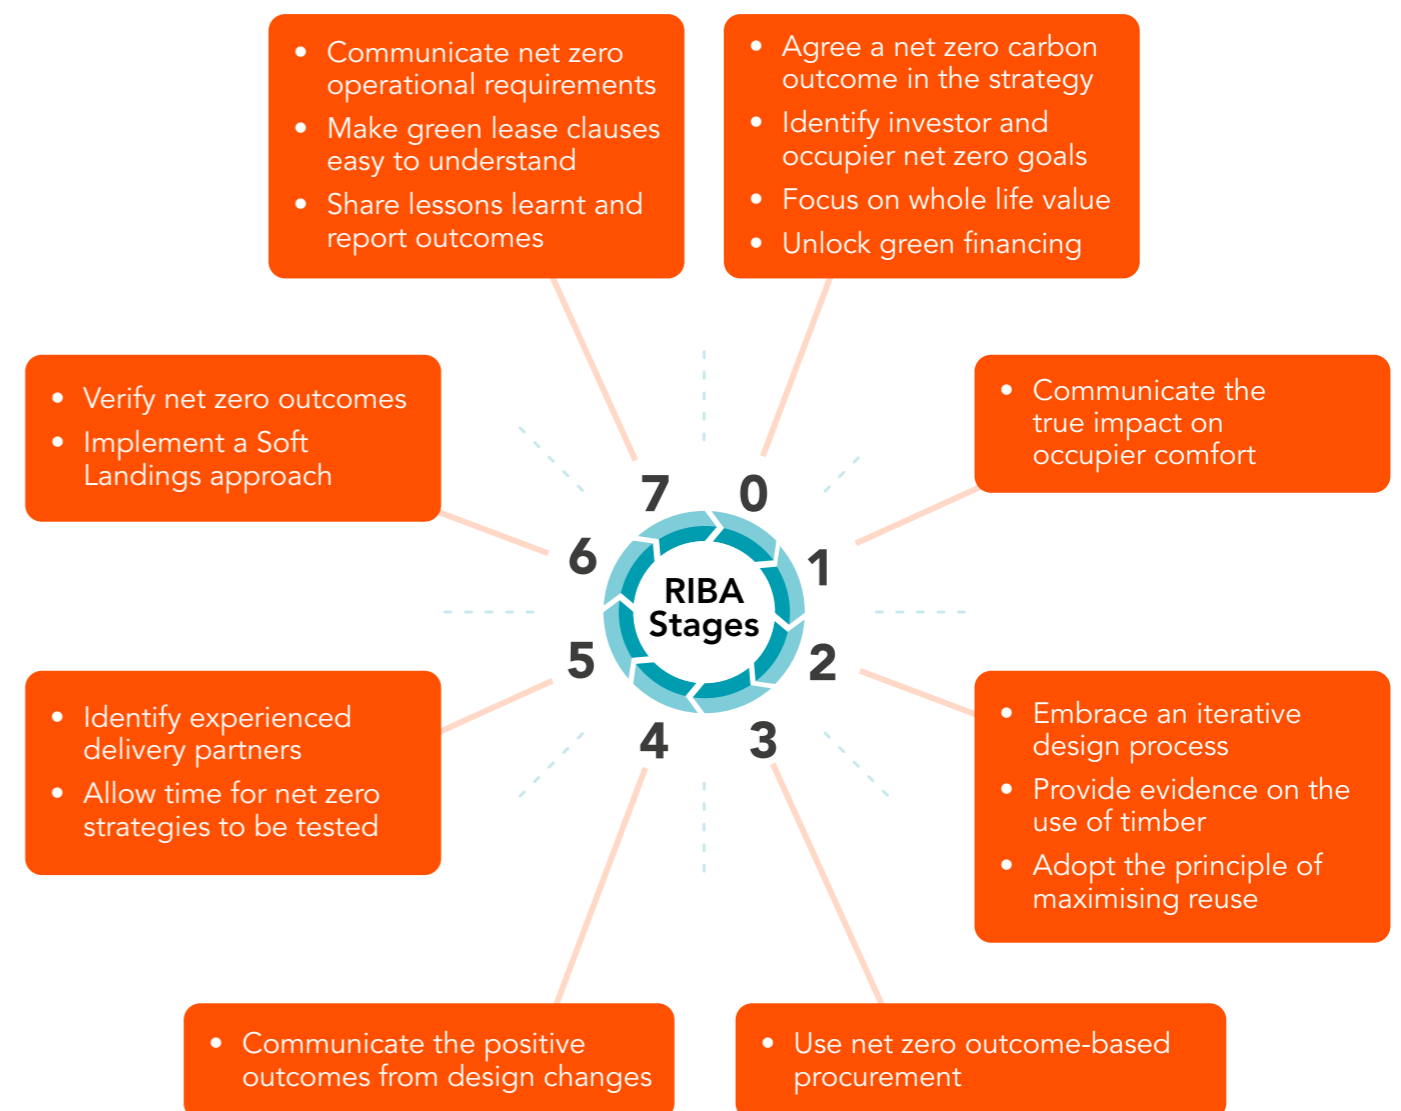 • Communicate net zero
operational requirements
• Make green lease clauses
easy to understand
• Share lessons learnt and
report outcomes
• Agree a net zero carbon
outcome in the strategy
• Identify investor and
occupier net zero goals
• Focus on whole life value
• Unlock green financing
• Verify net zero outcomes
• Implement a Soft
Landings approach
• Communicate the
true impact on
occupier comfort
7
0
6
1
RIBA
Stages
5
2
4
3
• Identify experienced
delivery partners
• Allow time for net zero
strategies to be tested
• Embrace an iterative
design process
• Provide evidence on the
use of timber
• Adopt the principle of
maximising reuse
• Communicate the positive
outcomes from design changes
• Use net zero outcome-based
procurement